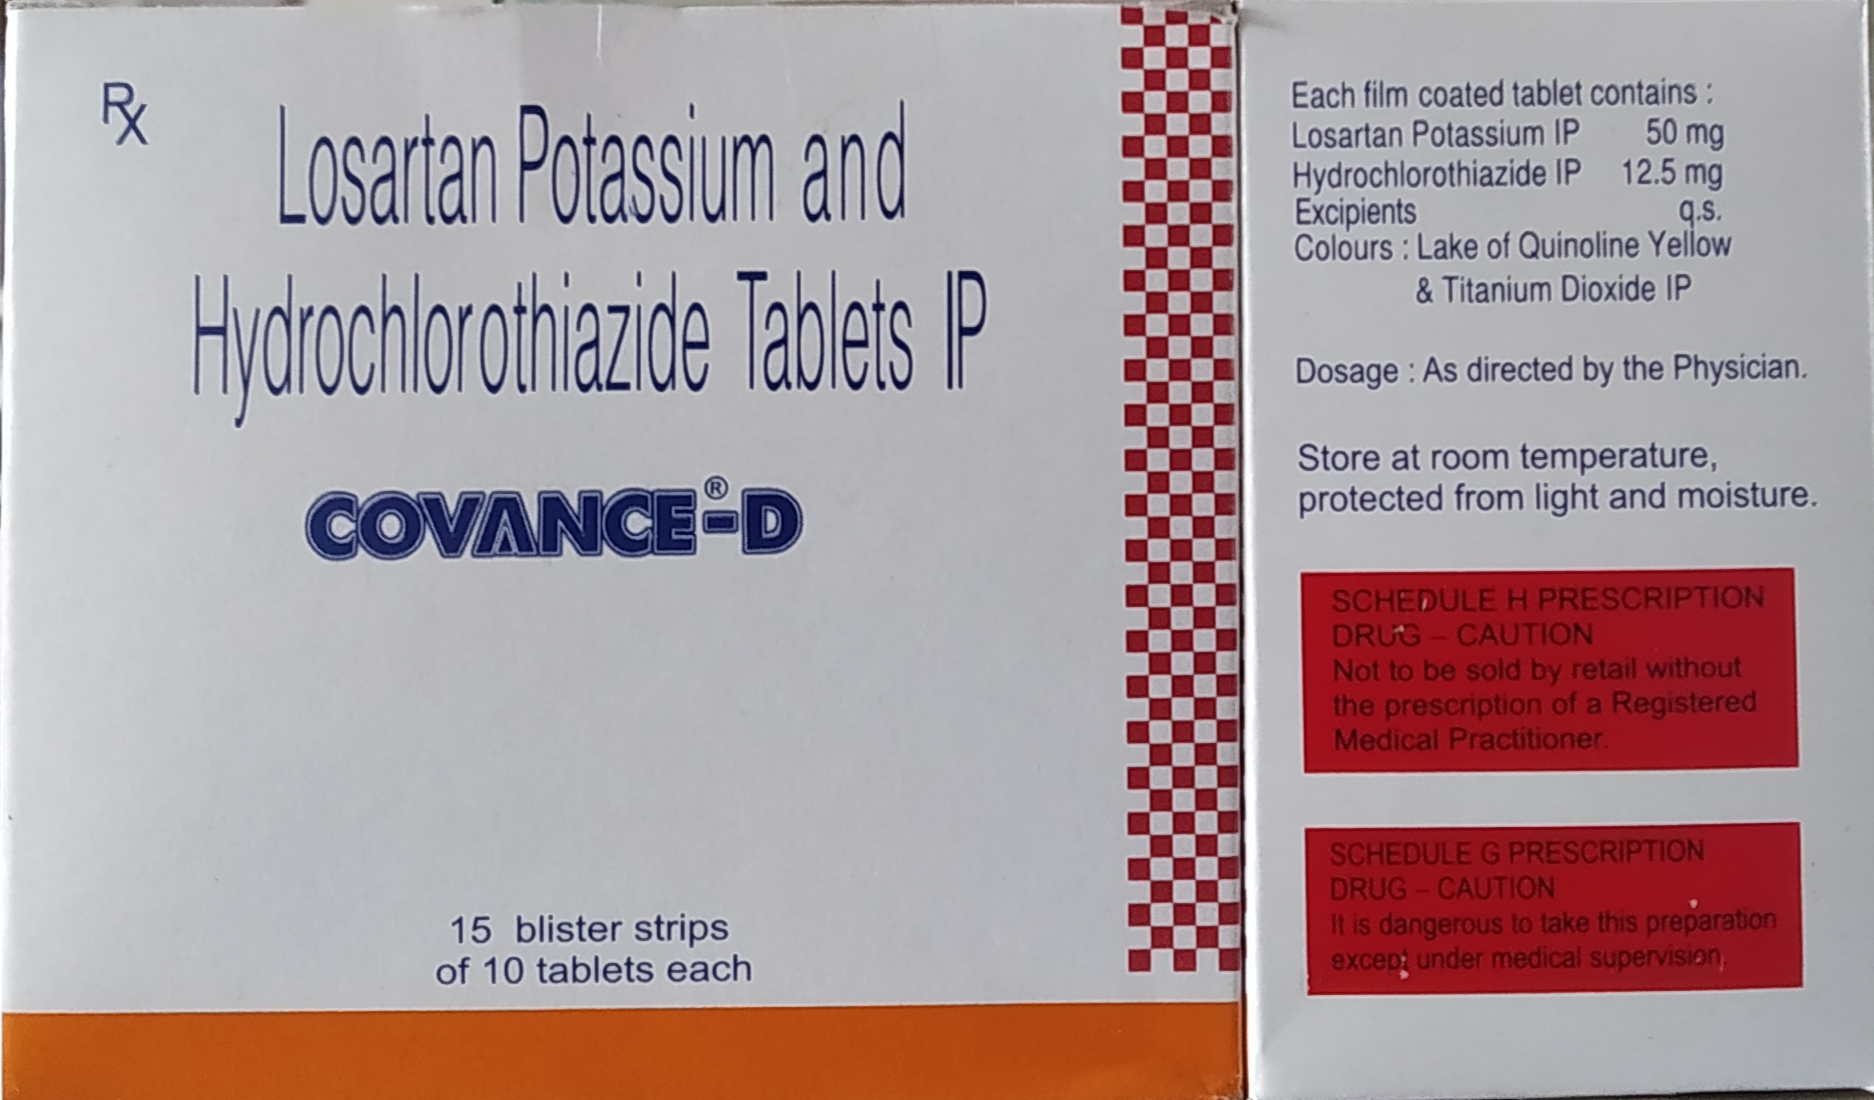 Rx
Losartan Potassium and
Hydrochlorothiazide Tablets IP
COVANCE®-D
15 blister strips
of 10 tablets each
Each film coated tablet contains :
Losartan Potassium IP 50 mg
Hydrochlorothiazide IP 12.5 mg
Excipients q.s.
Colours : Lake of Quinoline Yellow
& Titanium Dioxide IP
Dosage : As directed by the Physician.
Store at room temperature,
protected from light and moisture.
SCHEDULE H PRESCRIPTION
DRUG – CAUTION
Not to be sold by retail without
the prescription of a Registered
Medical Practitioner.
SCHEDULE G PRESCRIPTION
DRUG – CAUTION
It is dangerous to take this preparation
except under medical supervision.